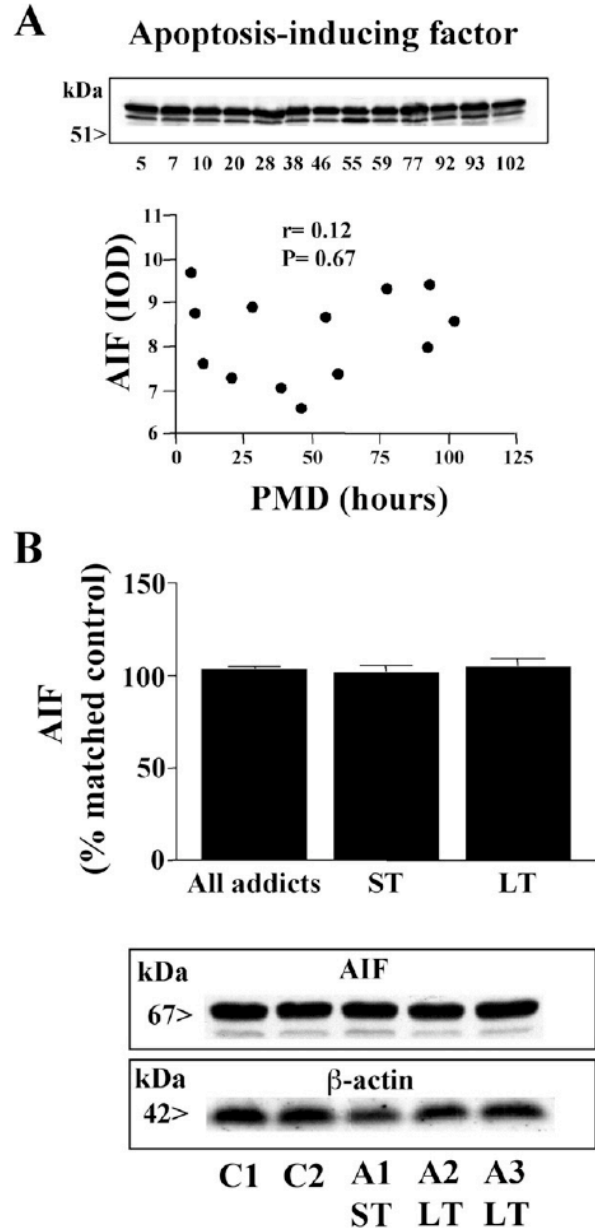 A
Apoptosis-inducing factor
kDa
51>
5 7 10 20 28 38 46 55 59 77 92 93 102
11
10
9
8
7
6
AIF (IOD)
r= 0.12
P= 0.67
0 25 50 75 100 125
PMD (hours)
B
150
100
50
0
AIF
(% matched control)
All addicts ST LT
kDa AIF
67>
kDa β-actin
42>
C1 C2 A1 A2 A3
ST LT LT